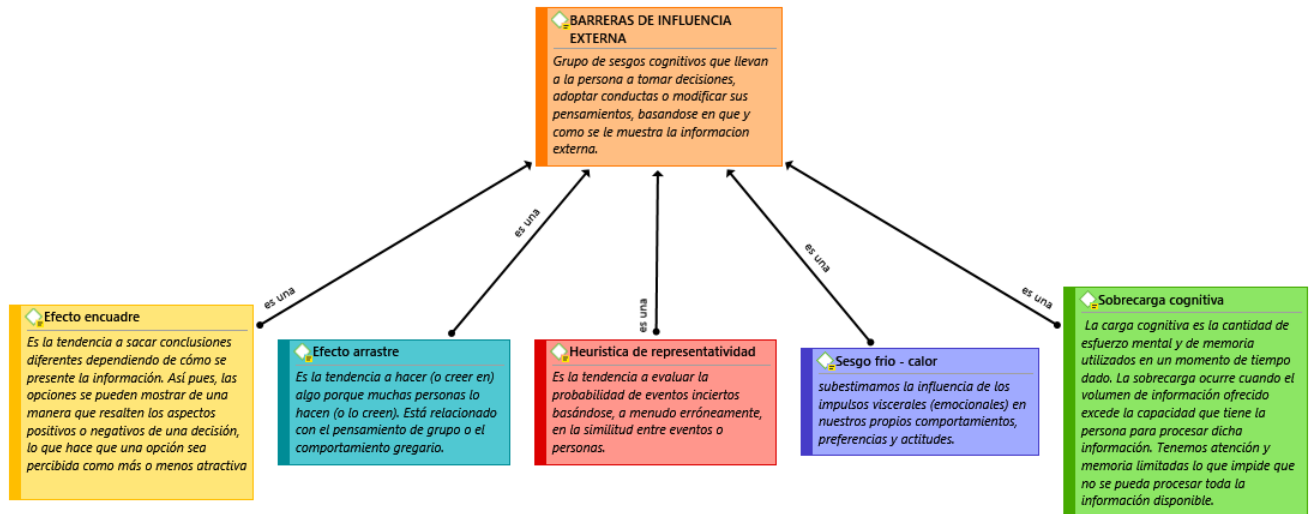 BARRERAS DE INFLUENCIA
EXTERNA
Grupo de sesgos cognitivos que llevan
a la persona a tomar decisiones,
adoptar conductas o modificar sus
pensamientos, basandose en que y
como se le muestra la informacion
externa.
es una
es una
es una
es una
es una
Efecto encuadre
Es la tendencia a sacar conclusiones
diferentes dependiendo de cómo se
presente la información. Así pues, las
opciones se pueden mostrar de una
manera que resalten los aspectos
positivos o negativos de una decisión,
lo que hace que una opción sea
percibida como más o menos atractiva
Efecto arrastre
Es la tendencia a hacer (o creer en)
algo porque muchas personas lo
hacen (o lo creen). Está relacionado
con el pensamiento de grupo o el
comportamiento gregario.
Heuristica de representatividad
Es la tendencia a evaluar la
probabilidad de eventos inciertos
basándose, a menudo erróneamente,
en la similitud entre eventos o
personas.
Sesgo frio - calor
subestimamos la influencia de los
impulsos viscerales (emocionales) en
nuestros propios comportamientos,
preferencias y actitudes.
Sobrecarga cognitiva
La carga cognitiva es la cantidad de
esfuerzo mental y de memoria
utilizados en un momento de tiempo
dado. La sobrecarga ocurre cuando el
volumen de información ofrecido
excede la capacidad que tiene la
persona para procesar dicha
información. Tenemos atención y
memoria limitadas lo que impide que
no se pueda procesar toda la
información disponible.